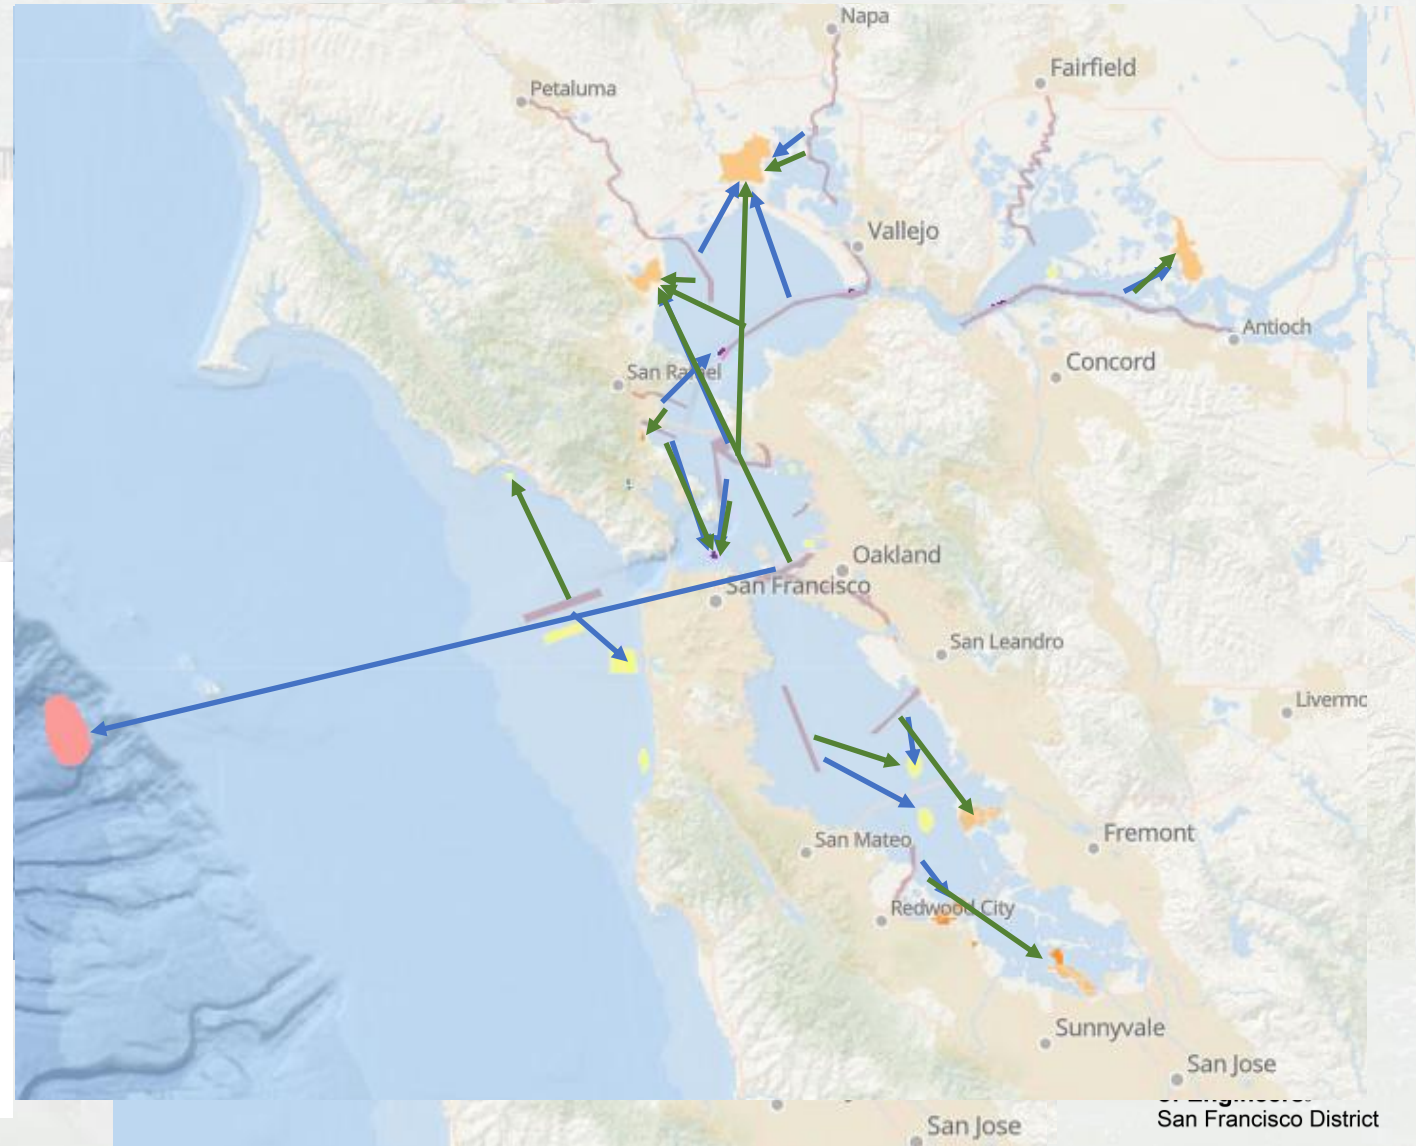 Napa
Fairfield
Petaluma
Vallejo
Antioch
Concord
San Rafael
Oakland
San Francisco
San Leandro
Livermo
Fremont
San Mateo
Redwood City
Sunnyvale
San Jose
San Francisco District
San Jose